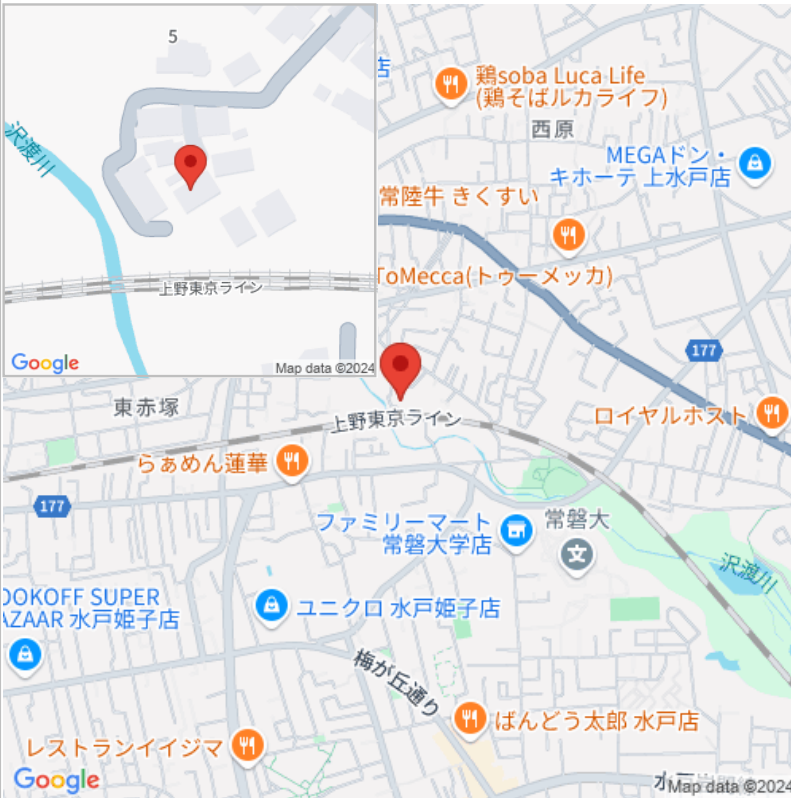 5
沢渡川
上野東京ライン
Google
Map data ©2024
店
鶏soba Luca Life
(鶏そばルカライフ)
西原
MEGAドン・
キホーテ 上水戸店
常陸牛 きくすい
ToMecca(トゥーメッカ)
177
東赤塚
上野東京ライン
ロイヤルホスト
らぁめん蓮華
177
ファミリーマート
常磐大学店
常磐大
沢渡川
OOKOFF SUPER
AZAAR 水戸姫子店
ユニクロ 水戸姫子店
梅が丘通り
ばんどう太郎 水戸店
レストランイイジマ
Google
Map data ©2024